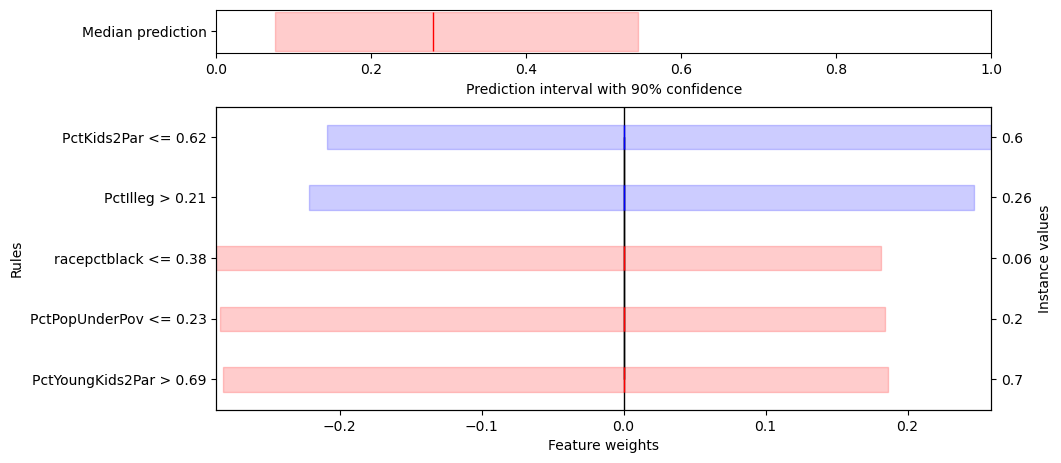 Median prediction
0.0 0.2 0.4 0.6 0.8 1.0
Prediction interval with 90% confidence
PctKids2Par <= 0.62 0.6
PctIlleg > 0.21 0.26
racepctblack <= 0.38 0.06
PctPopUnderPov <= 0.23 0.2
PctYoungKids2Par > 0.69 0.7
Rules
Instance values
−0.2 −0.1 0.0 0.1 0.2
Feature weights